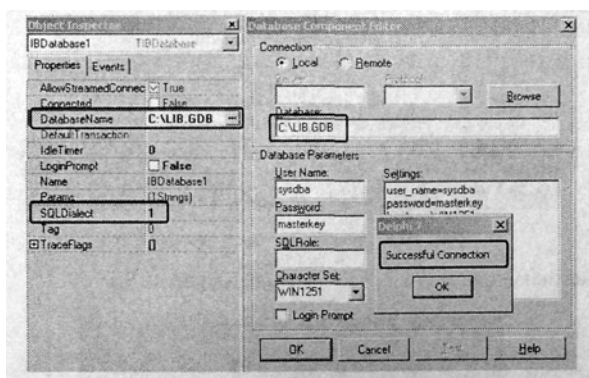 Object Inspector
IBDatabase1 TIBDatabase
Properties Events
AllowStreamedConnec True
Connected False
DatabaseName C:\LIB.GDB
DefaultTransaction
IdleTimer 0
LoginPrompt False
Name IBDatabase1
Params (TStrings)
SQLDialect 1
Tag 0
TraceFlags []
Database Component Editor
Connection
Local Remote
Server: Protocol:
Browse
Database:
C:\LIB.GDB
Database Parameters
User Name: Settings:
sysdba user_name=sysdba
password=masterkey
Password:
masterkey
SQLRole:
Character Set:
WIN1251
Login Prompt
Delphi 7
Successful Connection
OK
OK Cancel Test Help